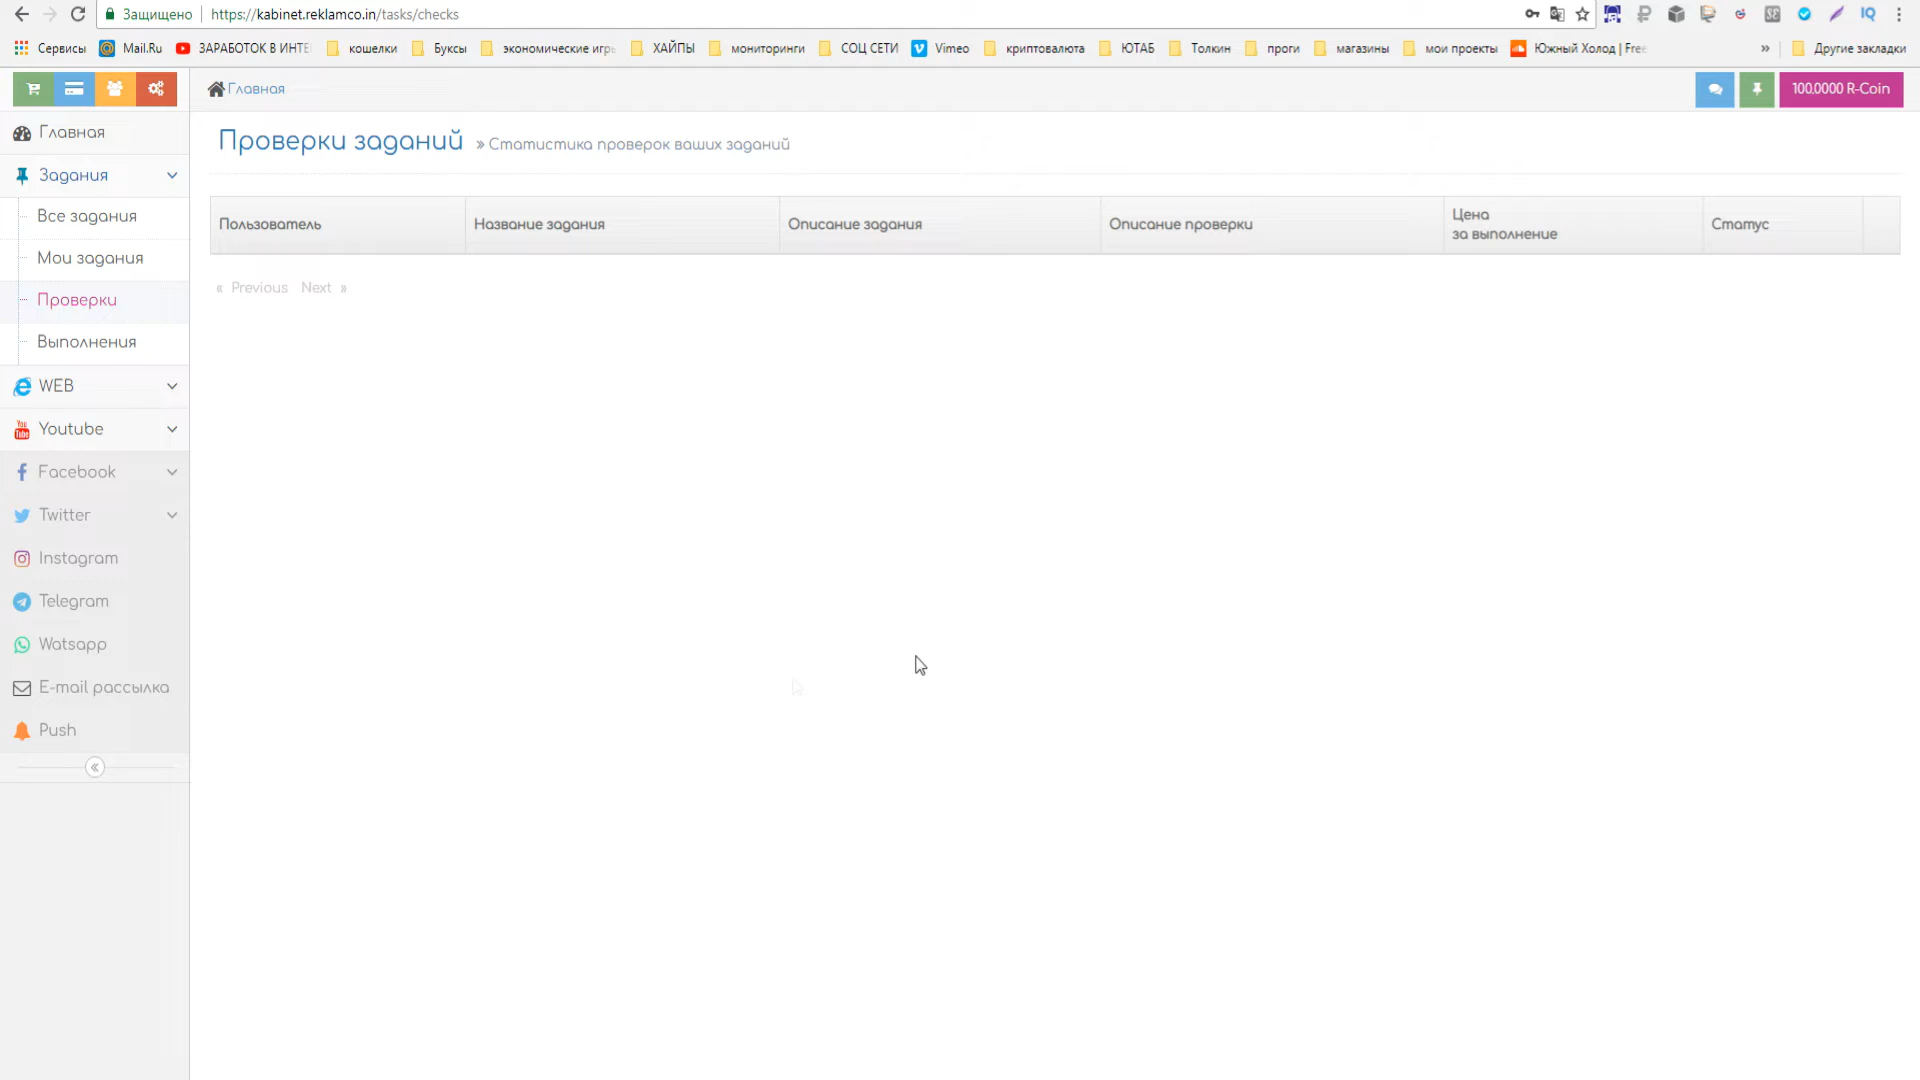 Защищено https://kabinet.reklamco.in/tasks/checks IQ
Сервисы Mail.Ru ЗАРАБОТОК В ИНТЕ кошелки Буксы экономические игр ХАЙПЫ мониторинги СОЦ СЕТИ Vimeo криптовалюта ЮТАБ Толкин проги магазины мои проекты Южный Холод | Free » Другие закладки
Главная 100.0000 R-Coin
Главная
Задания
Все задания
Мои задания
Проверки
Выполнения
WEB
Youtube
Facebook
Twitter
Instagram
Telegram
Watsapp
E-mail рассылка
Push
«
Проверки заданий » Статистика проверок ваших заданий
Пользователь Название задания Описание задания Описание проверки Цена
за выполнение Статус
« Previous Next »